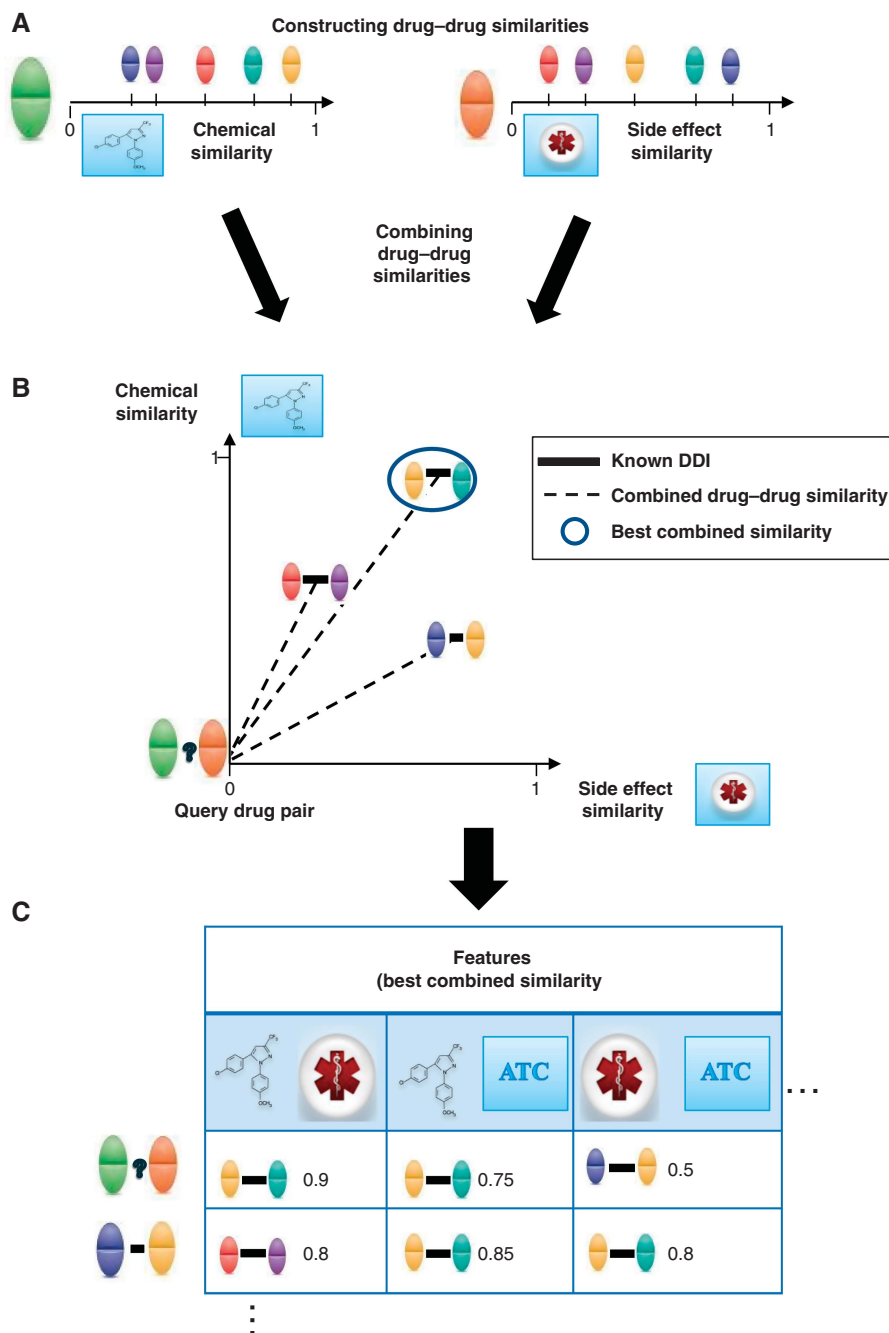 A
Constructing drug–drug similarities
0
Chemical
similarity
1
0
Side effect
similarity
1
Combining
drug–drug
similarities
B
Chemical
similarity
1
Known DDI
Combined drug–drug similarity
Best combined similarity
?
0
Query drug pair
1
Side effect
similarity
C
Features
(best combined similarity
ATC
ATC
...
?
0.9
0.75
0.5
0.8
0.85
0.8